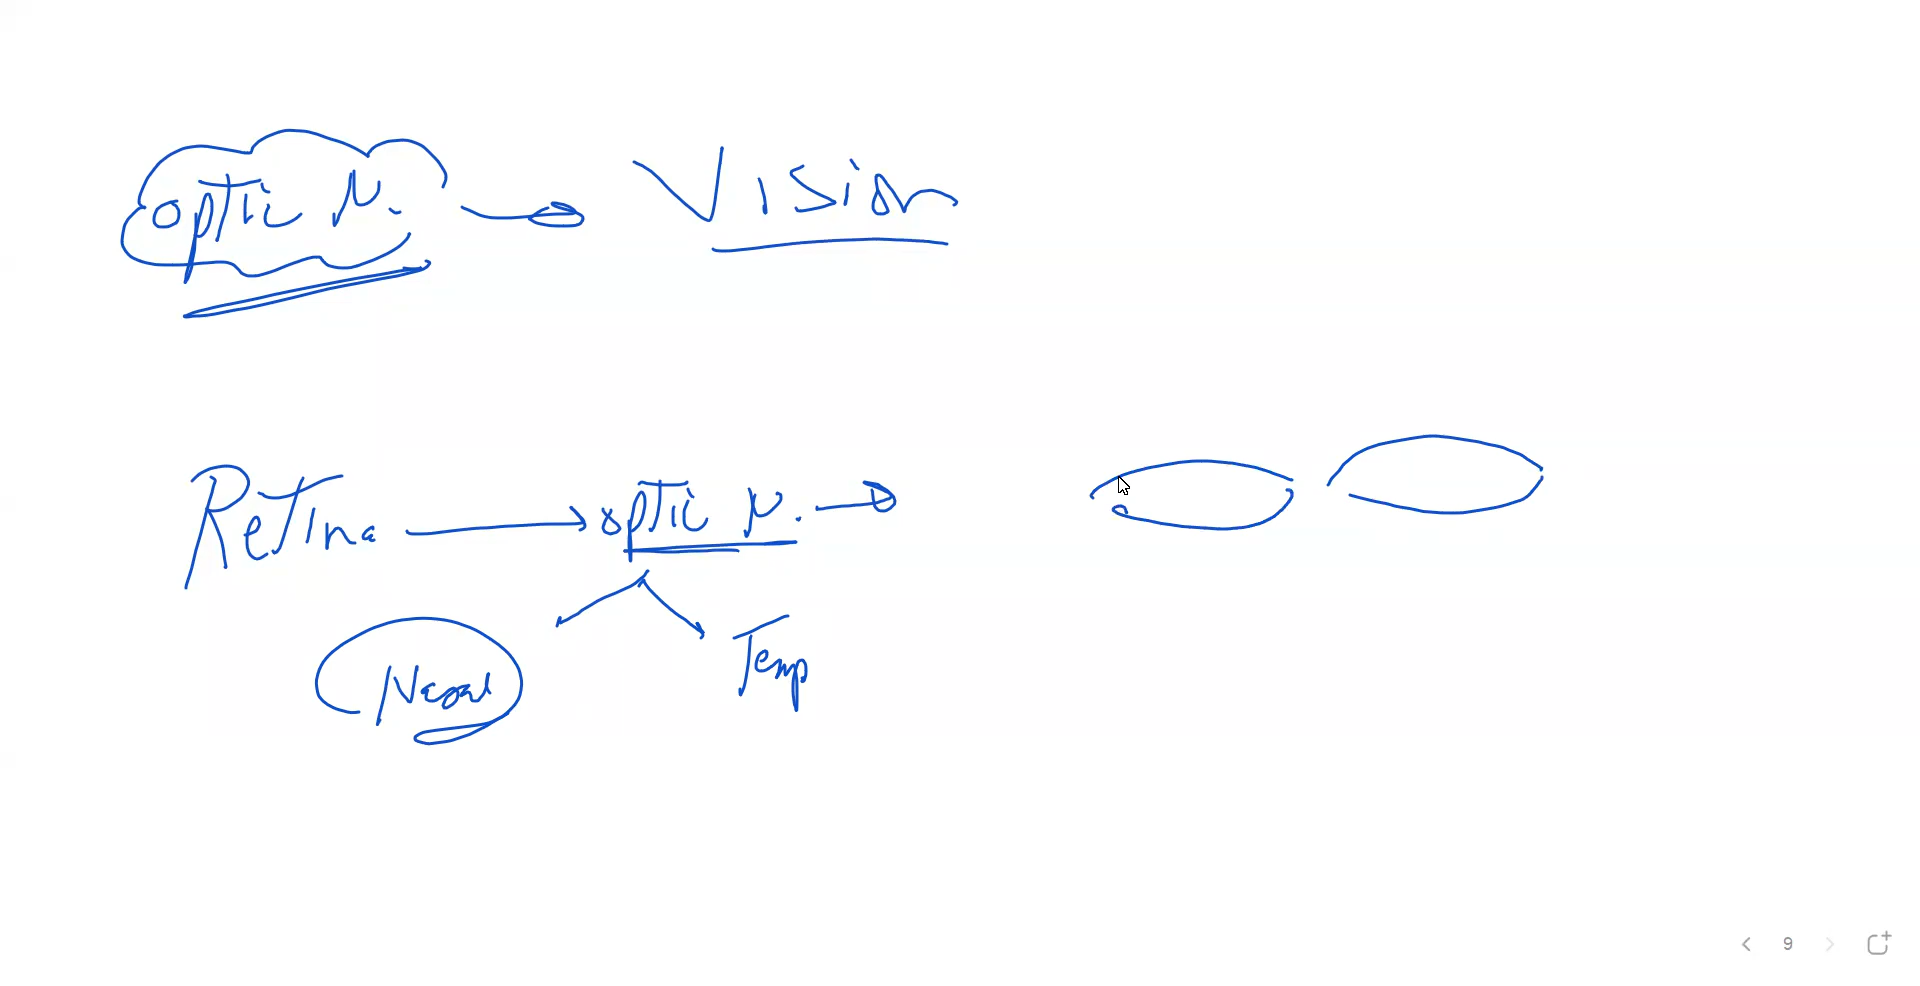 optic N. → Vision
Retina → optic N. →
Nasal Temp
9